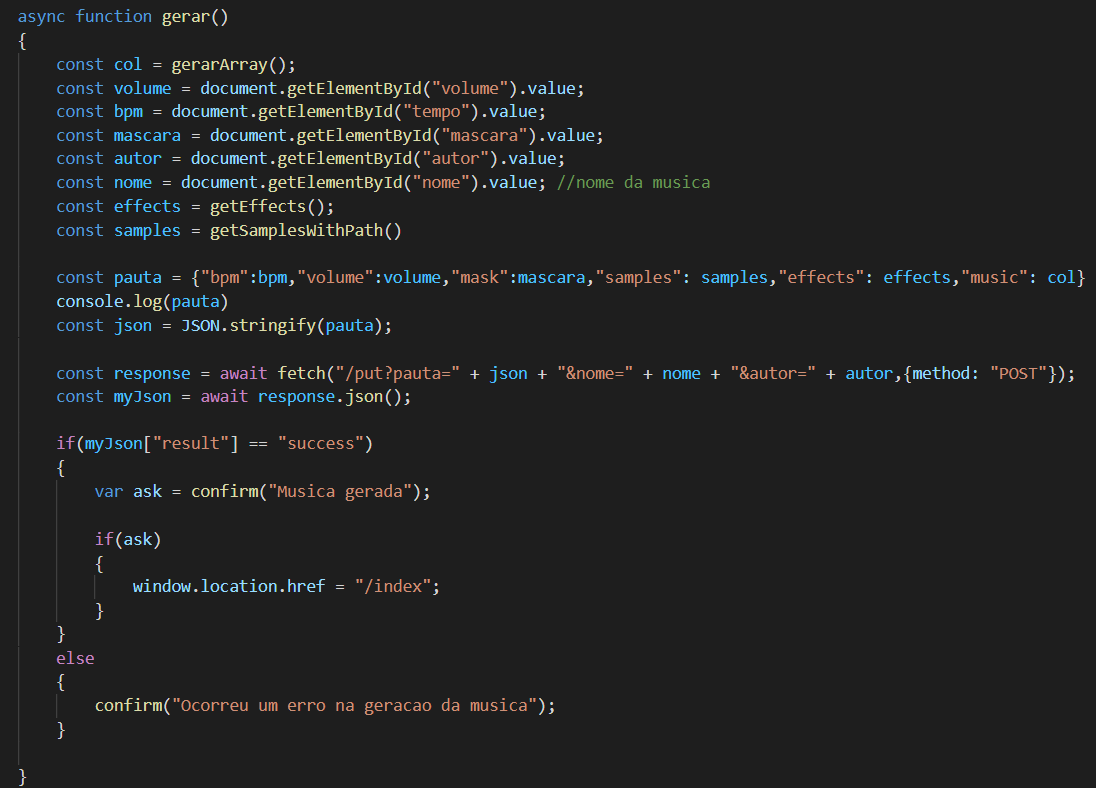 async function gerar()
{
    const col = gerarArray();
    const volume = document.getElementById("volume").value;
    const bpm = document.getElementById("tempo").value;
    const mascara = document.getElementById("mascara").value;
    const autor = document.getElementById("autor").value;
    const nome = document.getElementById("nome").value; //nome da musica
    const effects = getEffects();
    const samples = getSamplesWithPath()

    const pauta = {"bpm":bpm,"volume":volume,"mask":mascara,"samples": samples,"effects": effects,"music": col}
    console.log(pauta)
    const json = JSON.stringify(pauta);

    const response = await fetch("/put?pauta=" + json + "&nome=" + nome + "&autor=" + autor,{method: "POST"});
    const myJson = await response.json();

    if(myJson["result"] == "success")
    {
        var ask = confirm("Musica gerada");

        if(ask)
        {
            window.location.href = "/index";
        }
    }
    else
    {
        confirm("Ocorreu um erro na geracao da musica");
    }

}